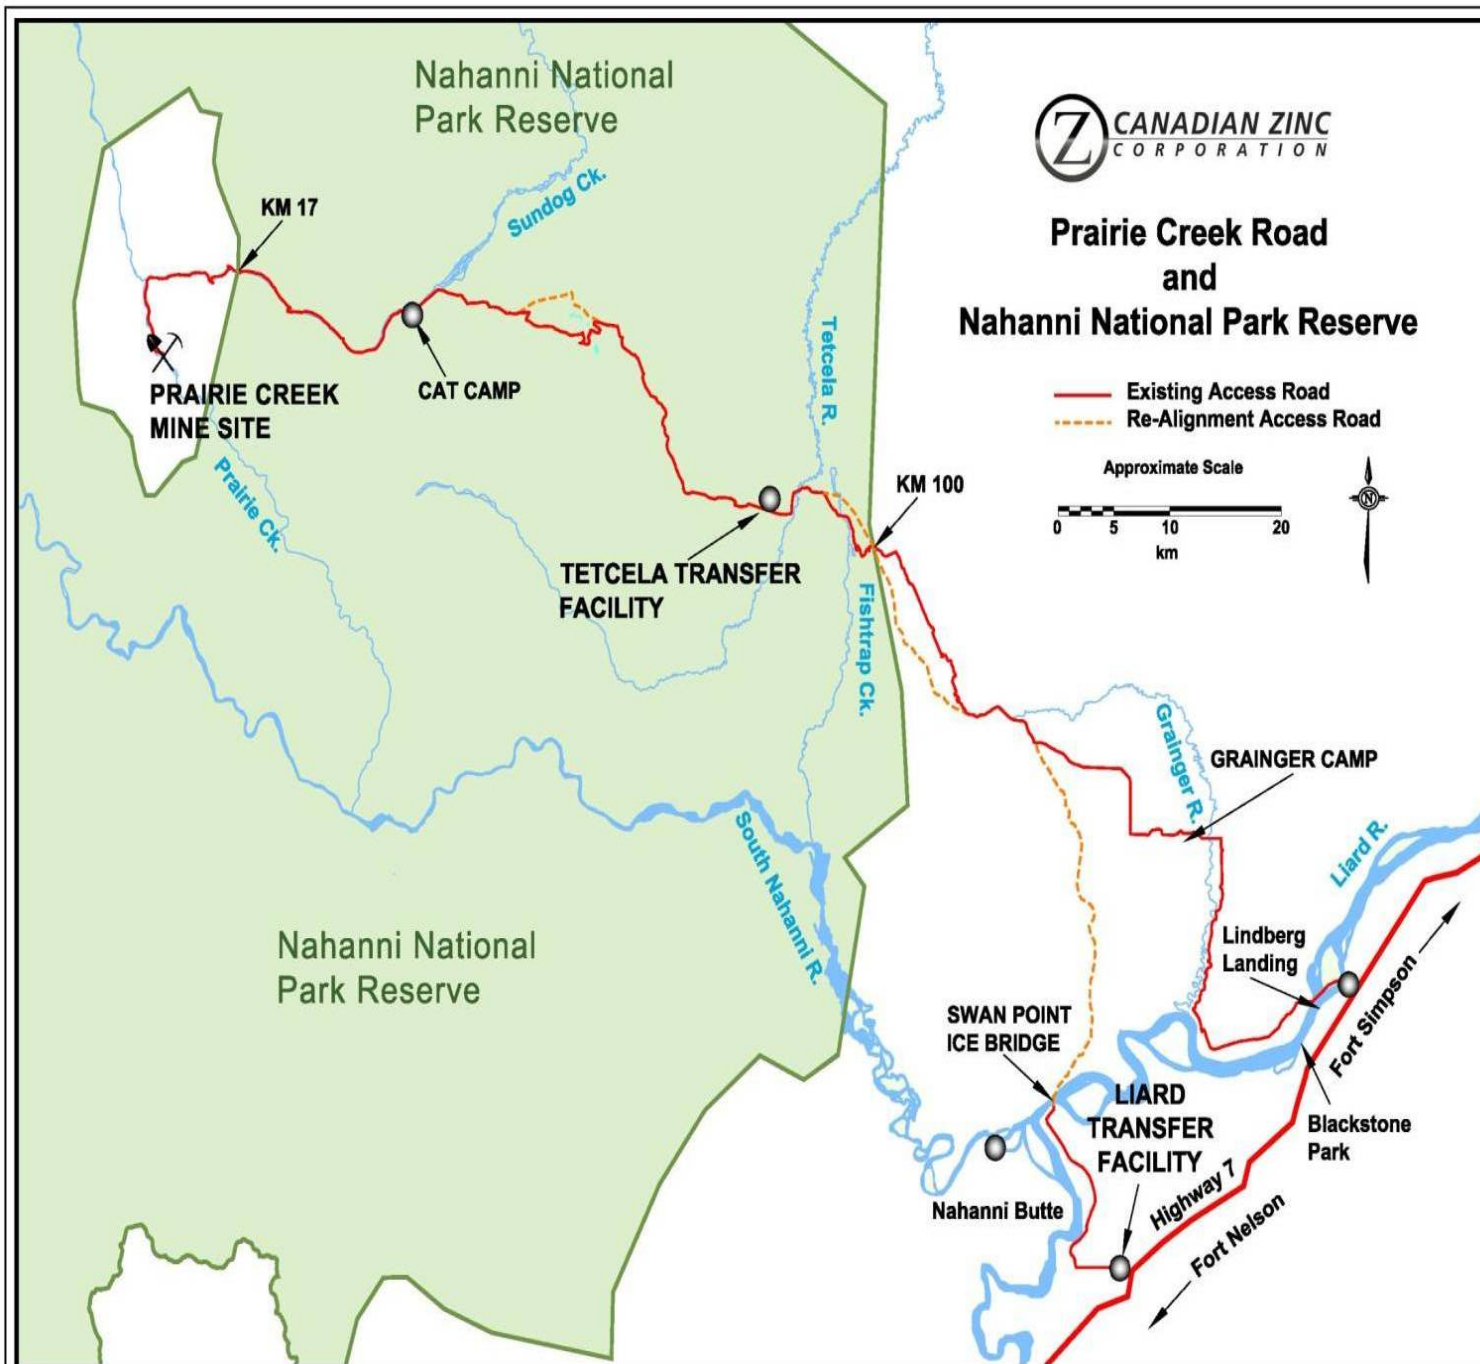 Nahanni National
Park Reserve
Z CANADIAN ZINC
CORPORATION
Prairie Creek Road
and
Nahanni National Park Reserve
Existing Access Road
Re-Alignment Access Road
Approximate Scale
0 5 10 20
km
N
KM 17
Sundog Ck.
CAT CAMP
PRAIRIE CREEK
MINE SITE
Prairie Ck.
Tetcela R.
KM 100
TETCELA TRANSFER
FACILITY
Fishtrap Ck.
Grainger R.
GRAINGER CAMP
South Nahanni R.
Liard R.
Nahanni National
Park Reserve
Lindberg
Landing
Fort Simpson
SWAN POINT
ICE BRIDGE
LIARD
TRANSFER
FACILITY
Blackstone
Park
Nahanni Butte
Highway 7
Fort Nelson